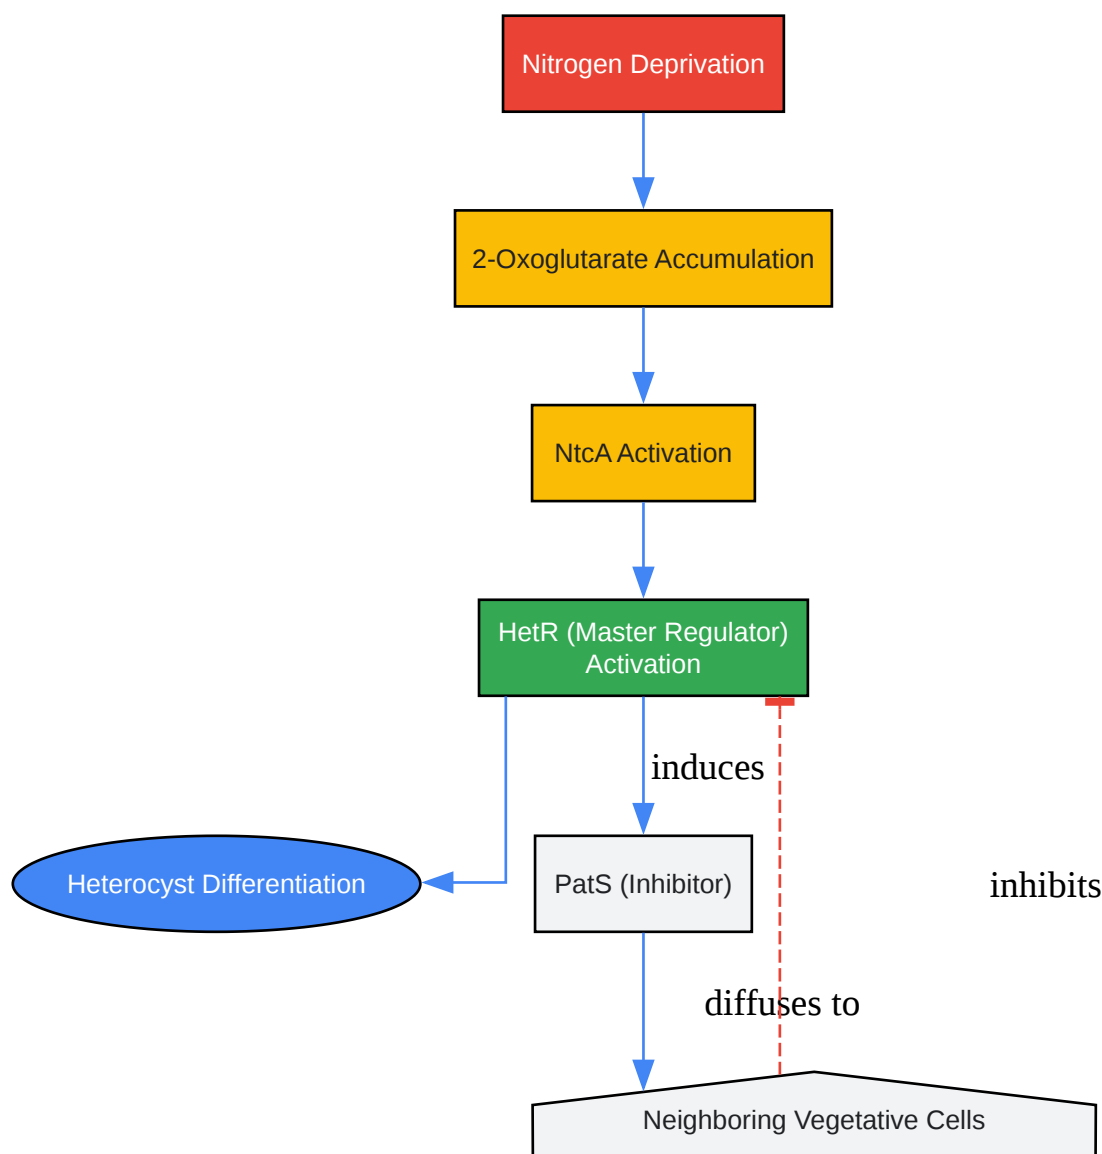 Nitrogen Deprivation
2-Oxoglutarate Accumulation
NtcA Activation
HetR (Master Regulator)
Activation
induces
Heterocyst Differentiation
PatS (Inhibitor)
inhibits
diffuses to
Neighboring Vegetative Cells